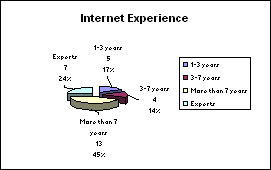 Internet Experience
1-3 years
5
17%
3-7 years
4
14%
More than 7
years
13
45%
Experts
7
24%
1-3 years
3-7 years
More than 7 years
Experts